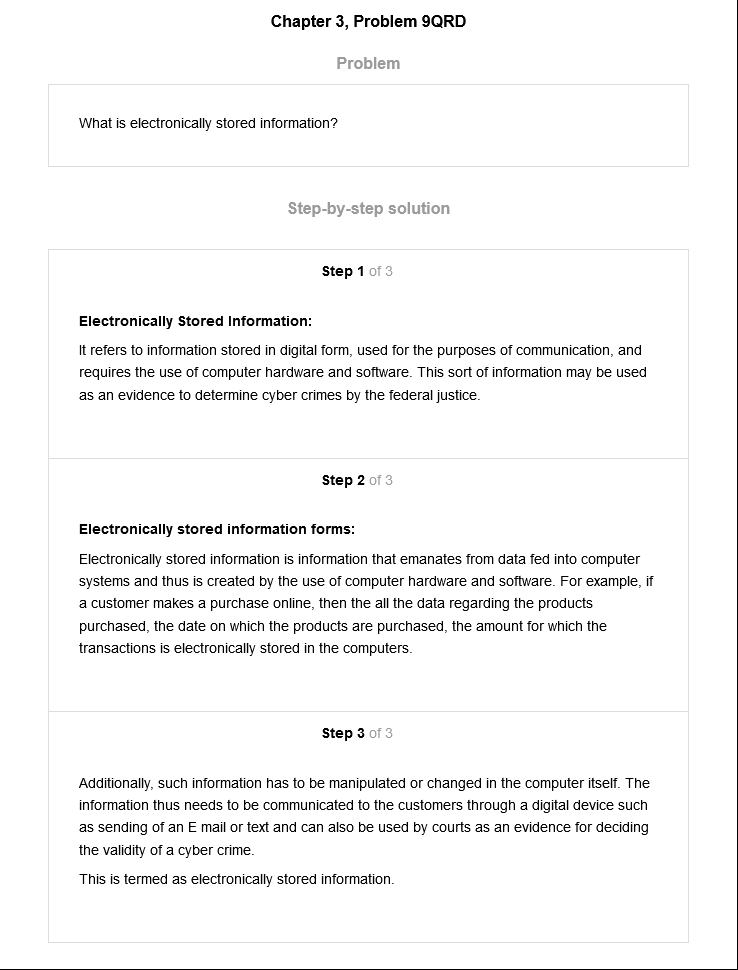 Chapter 3, Problem 9QRD
Problem
What is electronically stored information?
Step-by-step solution
Step 1 of 3
Electronically Stored Information:
It refers to information stored in digital form, used for the purposes of communication, and
requires the use of computer hardware and software. This sort of information may be used
as an evidence to determine cyber crimes by the federal justice.
Step 2 of 3
Electronically stored information forms:
Electronically stored information is information that emanates from data fed into computer
systems and thus is created by the use of computer hardware and software. For example, if
a customer makes a purchase online, then the all the data regarding the products
purchased, the date on which the products are purchased, the amount for which the
transactions is electronically stored in the computers.
Step 3 of 3
Additionally, such information has to be manipulated or changed in the computer itself. The
information thus needs to be communicated to the customers through a digital device such
as sending of an E mail or text and can also be used by courts as an evidence for deciding
the validity of a cyber crime.
This is termed as electronically stored information.